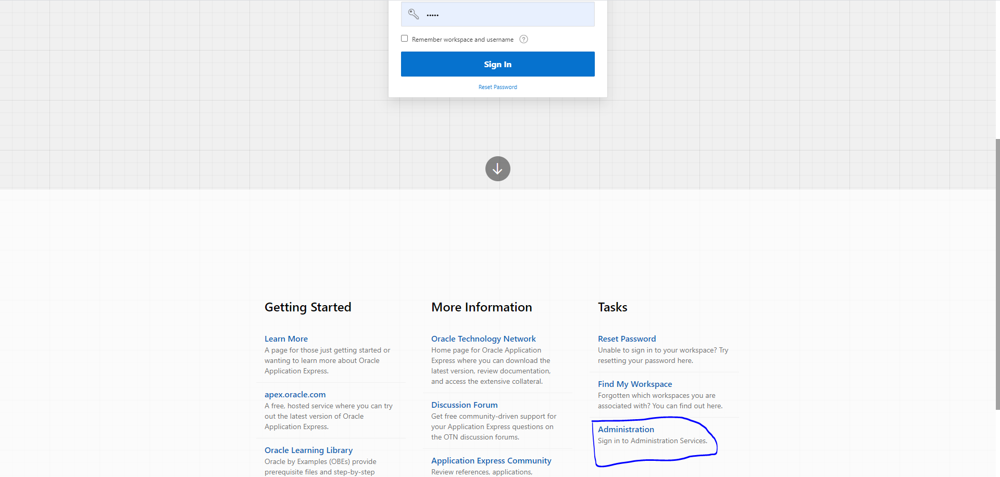 •••••
Remember workspace and username ?
Sign In
Reset Password
Getting Started
Learn More
A page for those just getting started or
wanting to learn more about Oracle
Application Express.
apex.oracle.com
A free, hosted service where you can try
out the latest version of Oracle
Application Express.
Oracle Learning Library
Oracle by Examples (OBEs) provide
prerequisite files and step-by-step
More Information
Oracle Technology Network
Home page for Oracle Application
Express where you can download the
latest version, review documentation,
and access the extensive collateral.
Discussion Forum
Get free community-driven support for
your Application Express questions on
the OTN discussion forums.
Application Express Community
Review references, applications,
Tasks
Reset Password
Unable to sign in to your workspace? Try
resetting your password here.
Find My Workspace
Forgotten which workspaces you are
associated with? You can find out here.
Administration
Sign in to Administration Services.